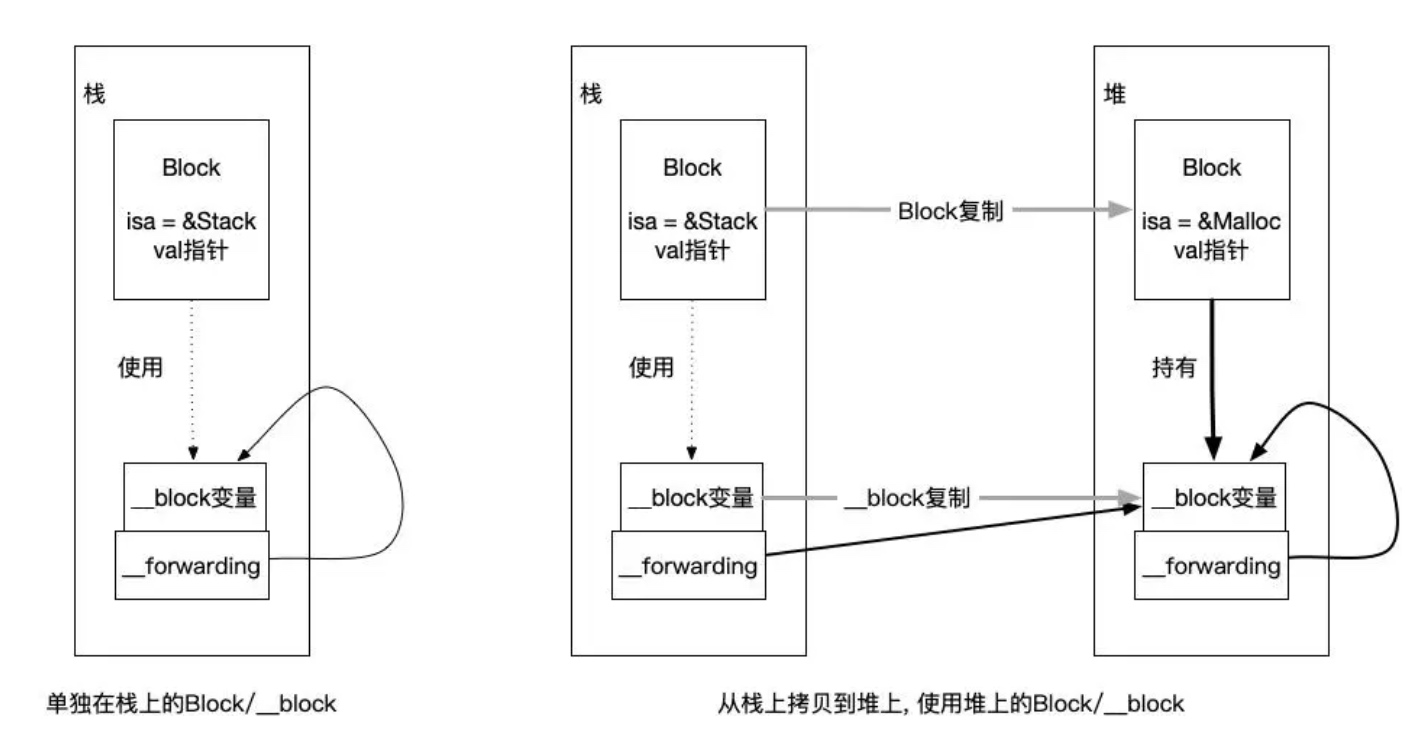 栈
Block
isa = &Stack
val指针
使用
__block变量
__forwarding
单独在栈上的Block/__block
栈
Block
isa = &Stack
val指针
Block复制
使用
__block变量
__block复制
__forwarding
堆
Block
isa = &Malloc
val指针
持有
__block变量
__forwarding
从栈上拷贝到堆上, 使用堆上的Block/__block